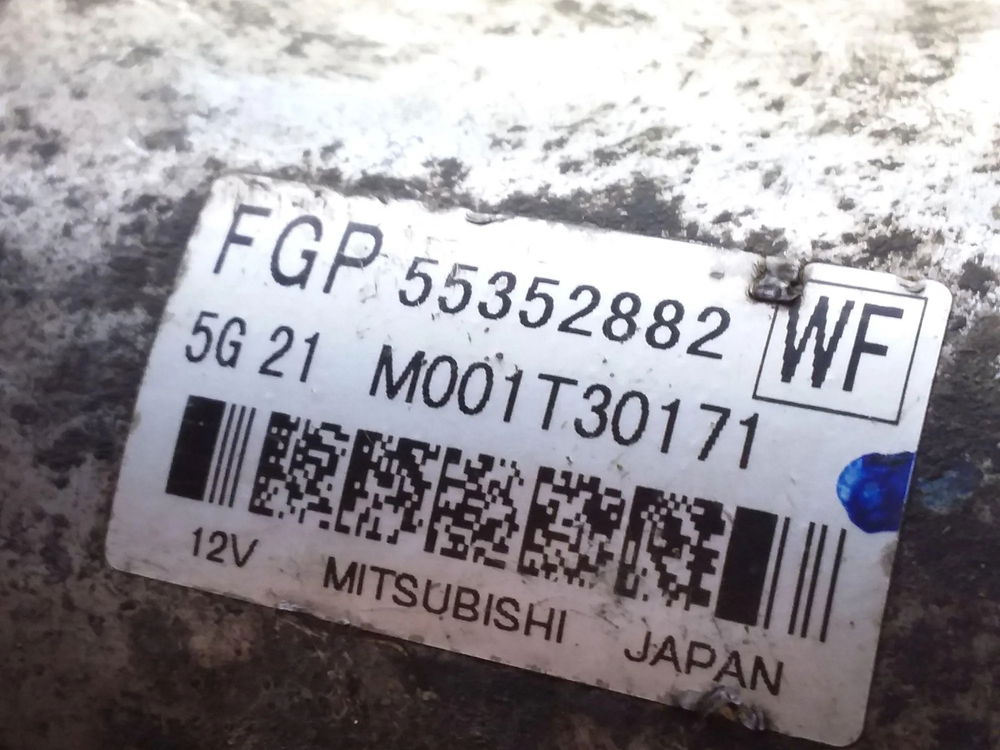 FGP 55352882 WF
5G 21 M001T30171
12V MITSUBISHI JAPAN